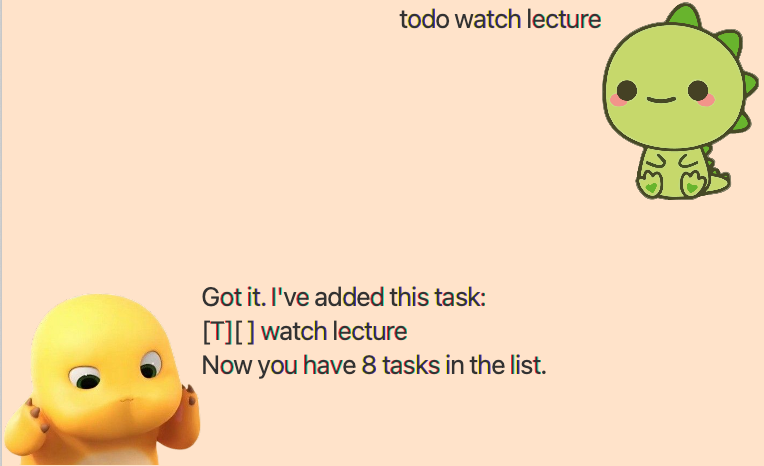 todo watch lecture
Got it. I've added this task:
[T][ ] watch lecture
Now you have 8 tasks in the list.